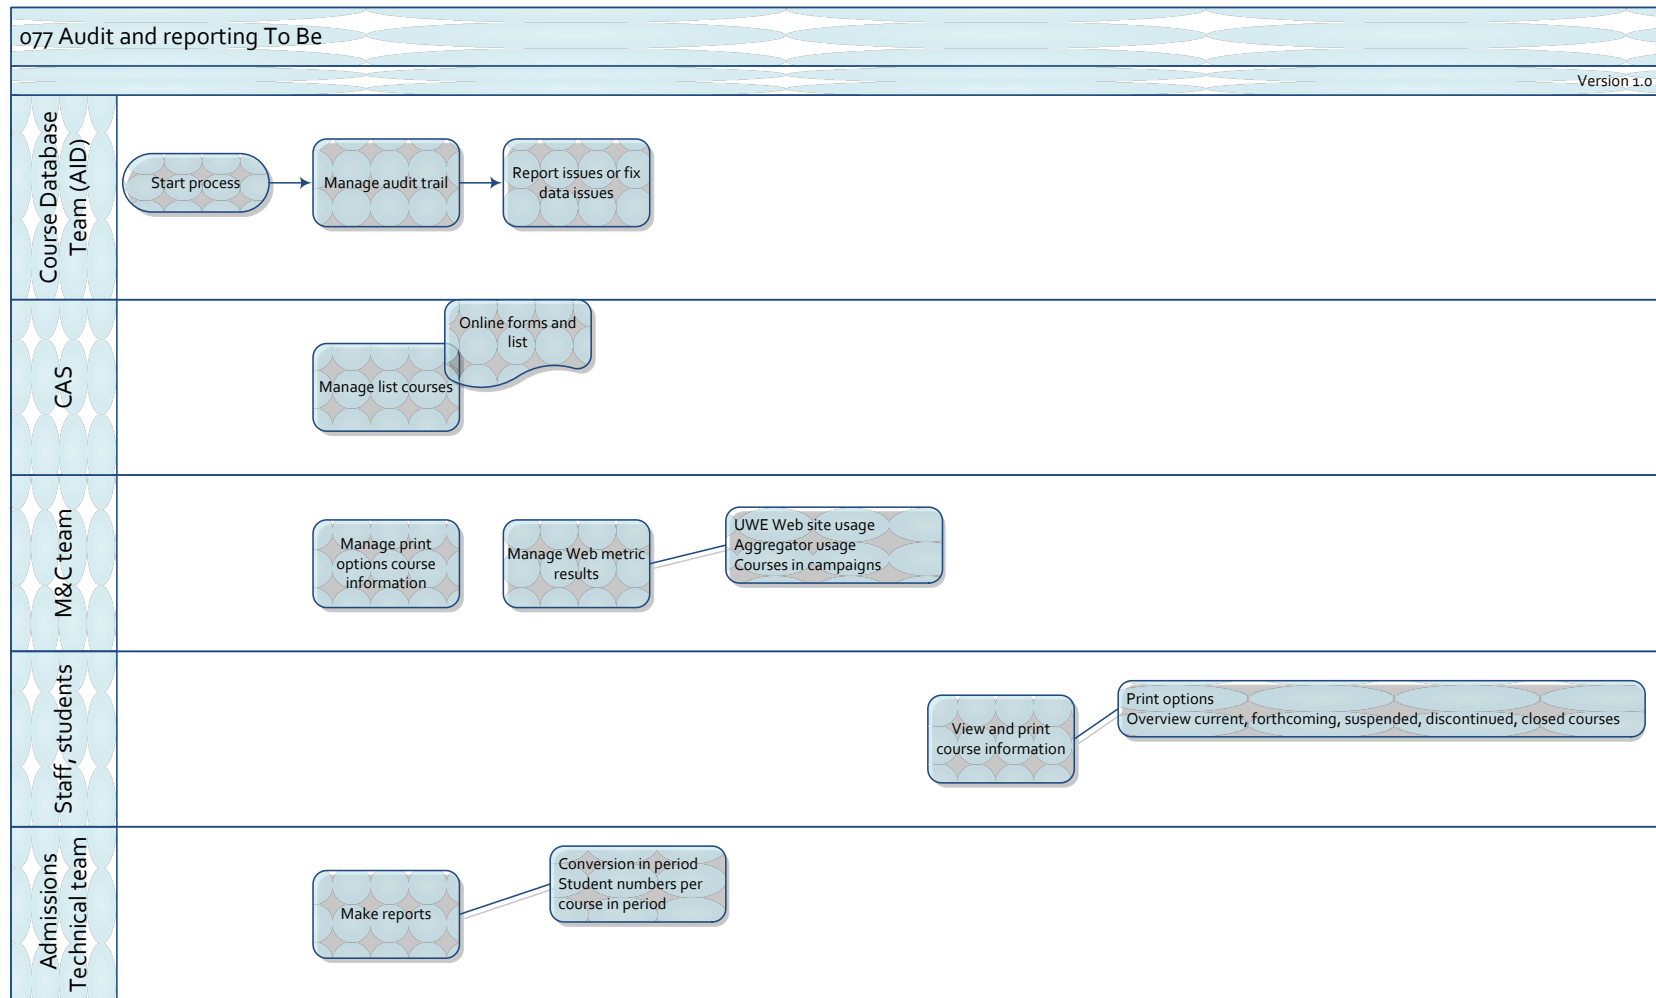 077 Audit and reporting To Be
Version 1.0
Course Database
Team (AID)
Start process
Manage audit trail
Report issues or fix
data issues
CAS
Online forms and
list
Manage list courses
M&C team
Manage print
options course
information
Manage Web metric
results
UWE Web site usage
Aggregator usage
Courses in campaigns
Staff, students
View and print
course information
Print options
Overview current, forthcoming, suspended, discontinued, closed courses
Admissions
Technical team
Make reports
Conversion in period
Student numbers per
course in period